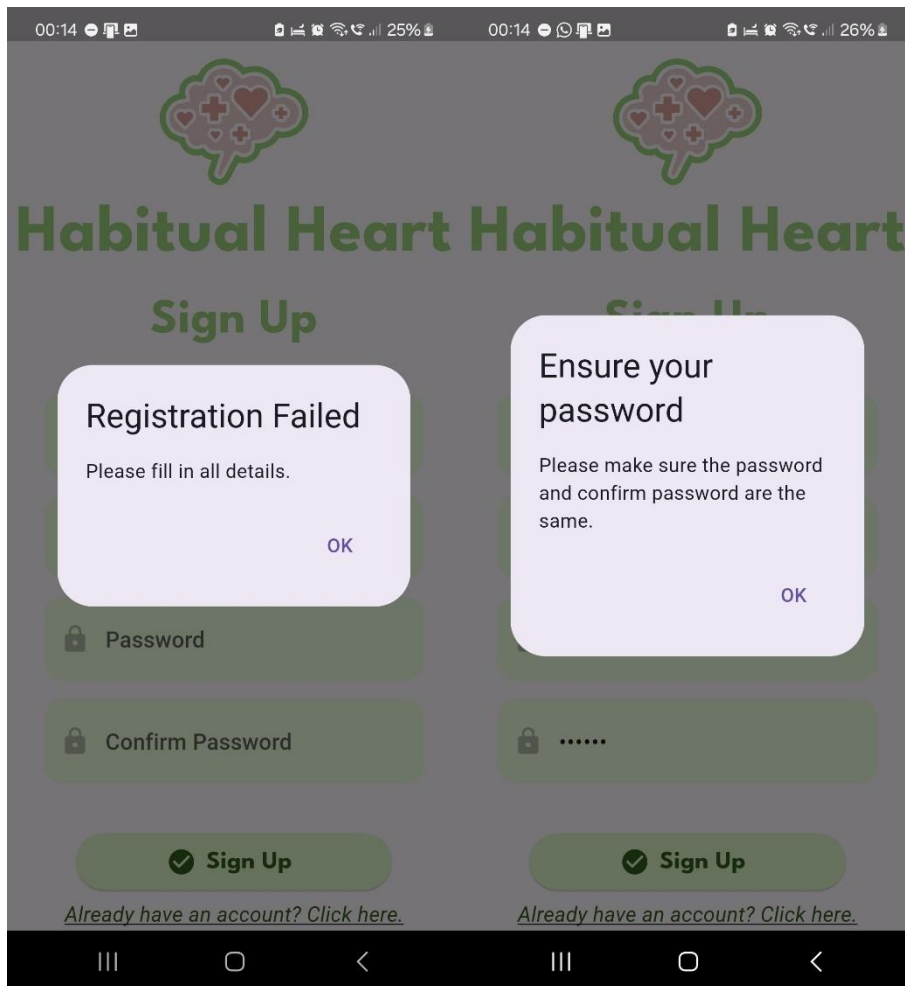 00:14
25%
Habitual Heart
Sign Up
Registration Failed
Please fill in all details.
OK
Password
Confirm Password
Sign Up
Already have an account? Click here.
00:14
26%
Habitual Heart
Sign Up
Ensure your
password
Please make sure the password
and confirm password are the
same.
OK
••••••
Sign Up
Already have an account? Click here.